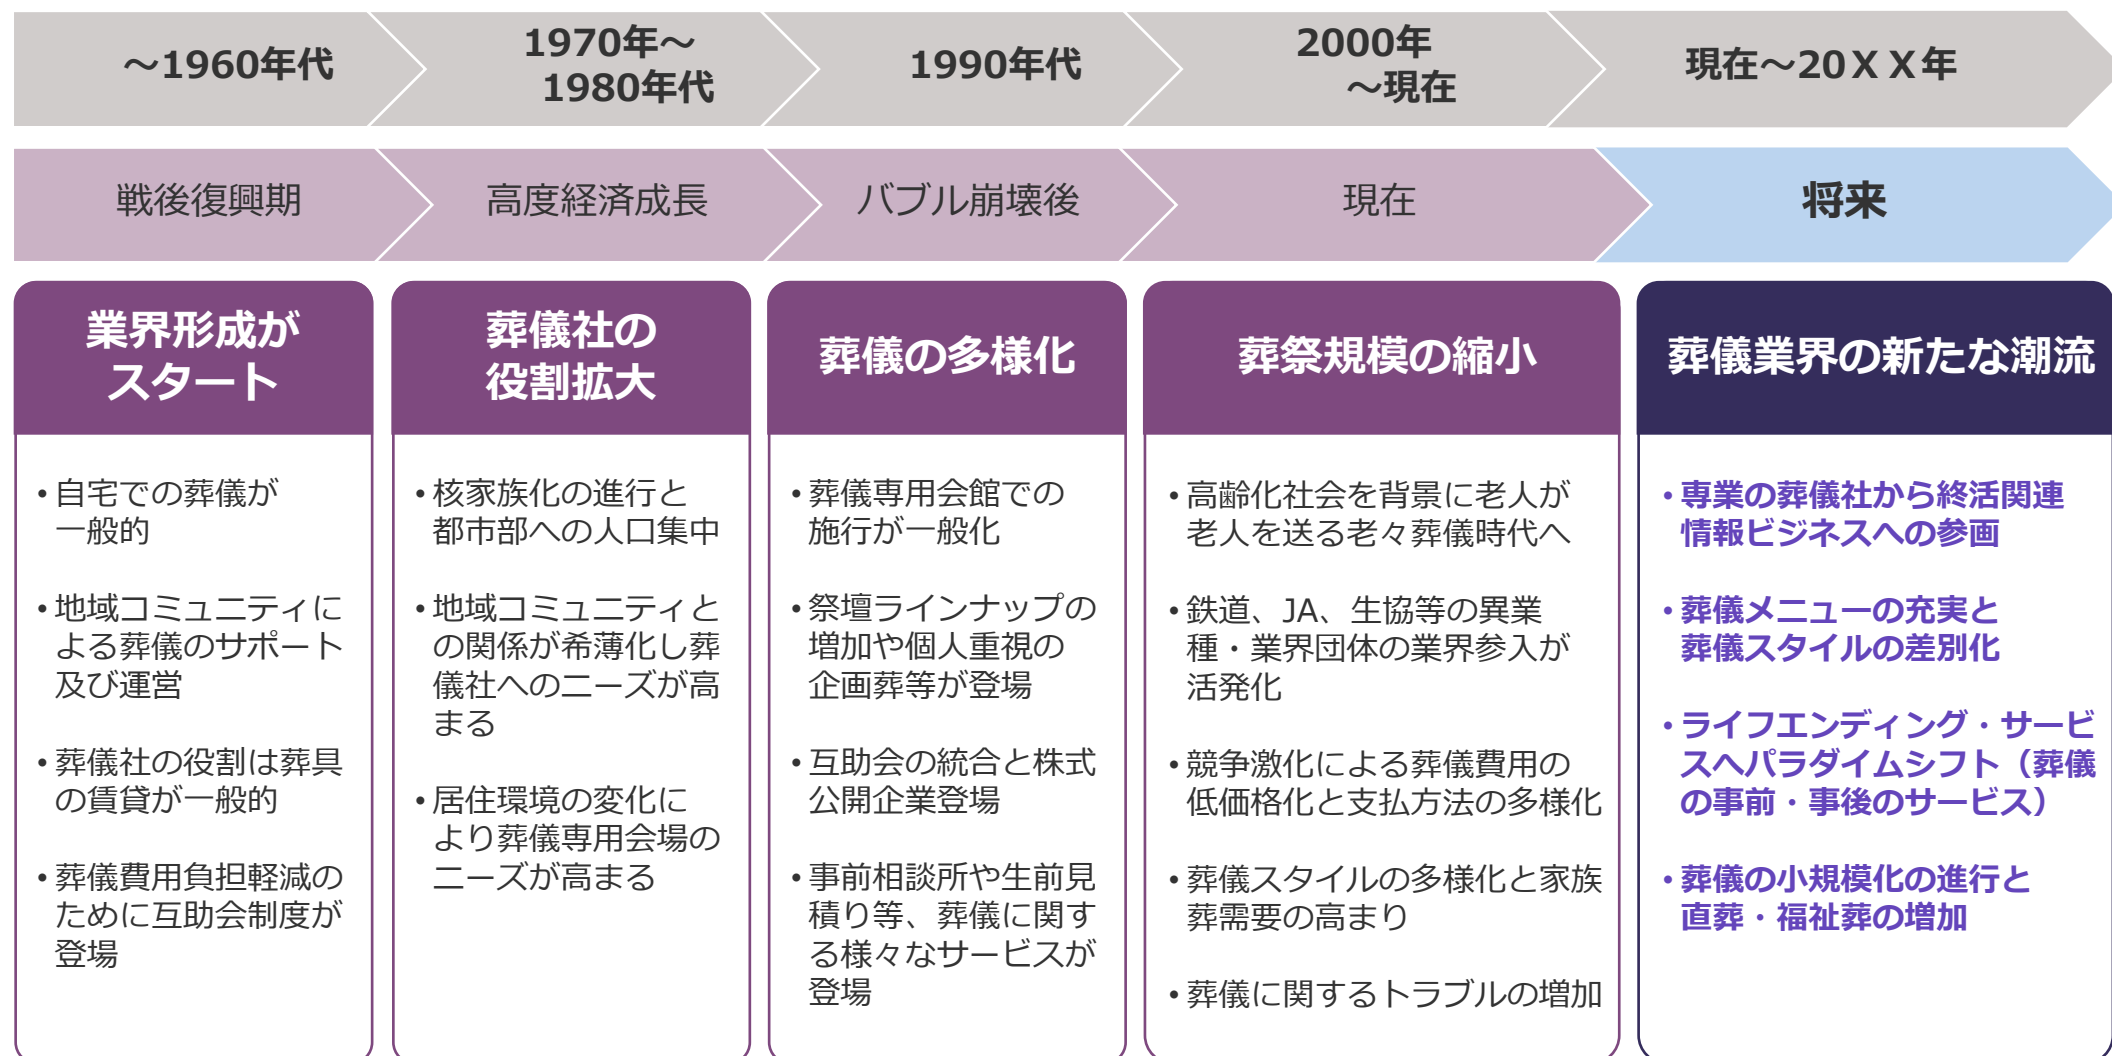 ～1960年代
1970年～
1980年代
1990年代
2000年
～現在
現在～20ＸＸ年
戦後復興期
高度経済成長
バブル崩壊後
現在
将来
業界形成が
スタート
・自宅での葬儀が
一般的
・地域コミュニティに
よる葬儀のサポート
及び運営
・葬儀社の役割は葬具
の賃貸が一般的
・葬儀費用負担軽減の
ために互助会制度が
登場
葬儀社の
役割拡大
・核家族化の進行と
都市部への人口集中
・地域コミュニティと
の関係が希薄化し葬
儀社へのニーズが高
まる
・居住環境の変化に
より葬儀専用会場の
ニーズが高まる
葬儀の多様化
・葬儀専用会館での
施行が一般化
・祭壇ラインナップの
増加や個人重視の
企画葬等が登場
・互助会の統合と株式
公開企業登場
・事前相談所や生前見
積り等、葬儀に関す
る様々なサービスが
登場
葬祭規模の縮小
・高齢化社会を背景に老人が
老人を送る老々葬儀時代へ
・鉄道、JA、生協等の異業
種・業界団体の業界参入が
活発化
・競争激化による葬儀費用の
低価格化と支払方法の多様化
・葬儀スタイルの多様化と家族
葬需要の高まり
・葬儀に関するトラブルの増加
葬儀業界の新たな潮流
・専業の葬儀社から終活関連
情報ビジネスへの参画
・葬儀メニューの充実と
葬儀スタイルの差別化
・ライフエンディング・サービ
スへパラダイムシフト（葬儀
の事前・事後のサービス）
・葬儀の小規模化の進行と
直葬・福祉葬の増加